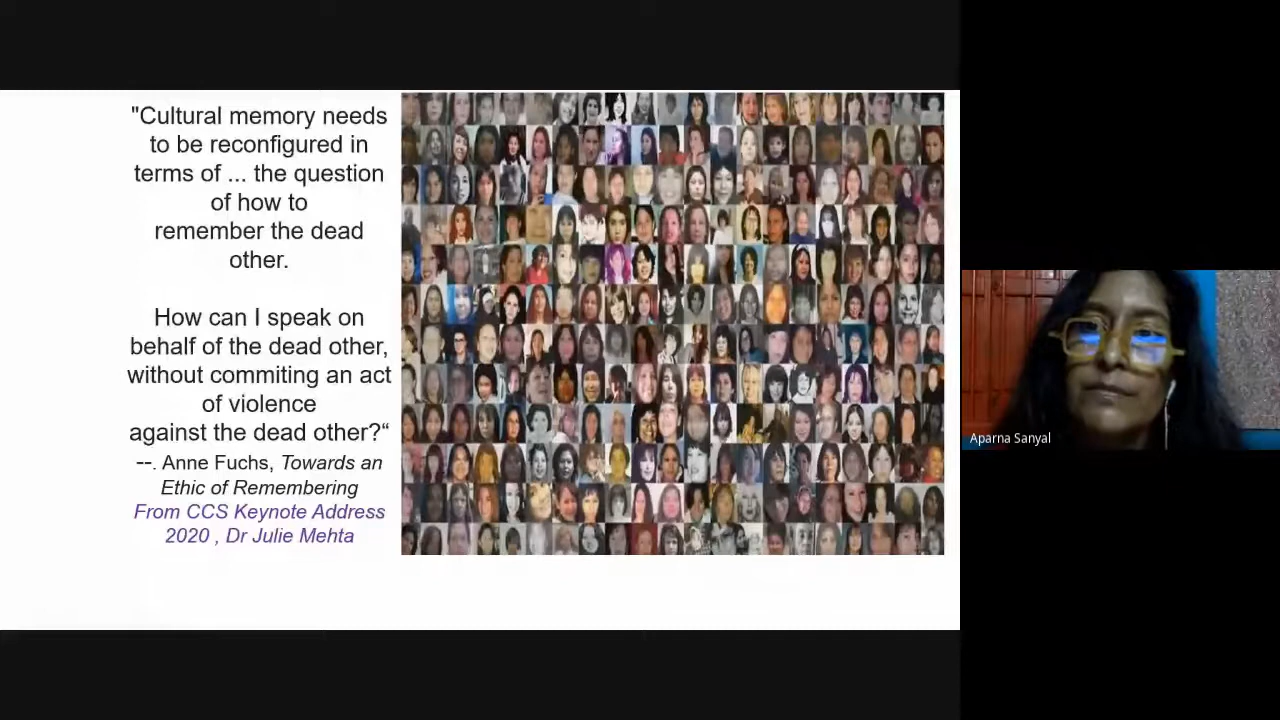 "Cultural memory needs
to be reconfigured in
terms of ... the question
of how to
remember the dead
other.
How can I speak on
behalf of the dead other,
without commiting an act
of violence
against the dead other?“
--. Anne Fuchs, Towards an
Ethic of Remembering
From CCS Keynote Address
2020 , Dr Julie Mehta
Aparna Sanyal